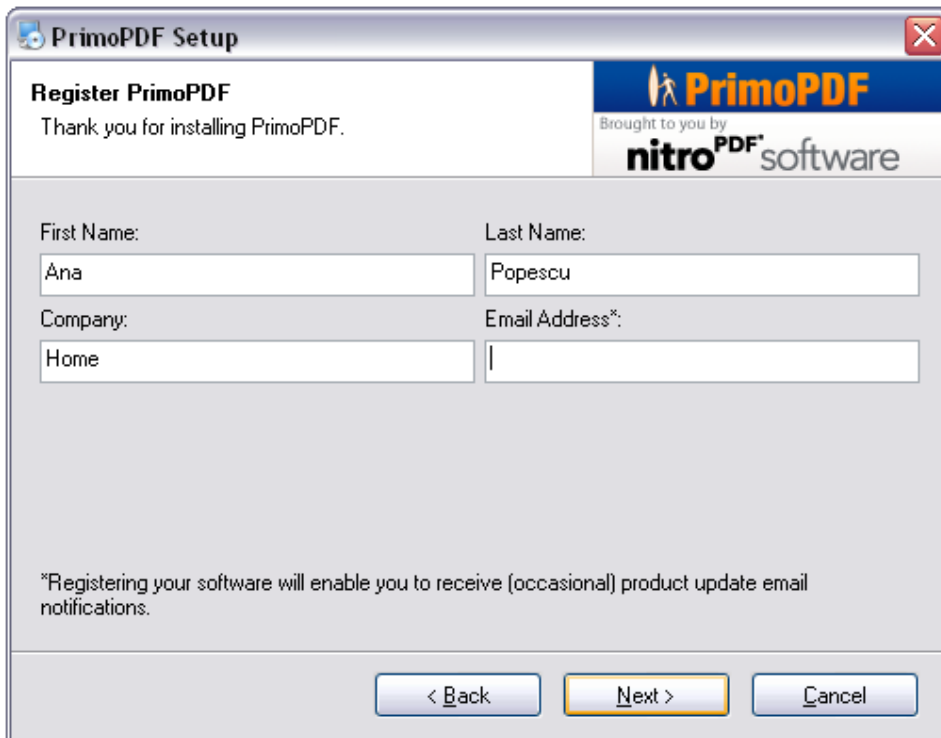 PrimoPDF Setup
Register PrimoPDF
Thank you for installing PrimoPDF.
PrimoPDF
Brought to you by
nitroPDF® software
First Name:
Last Name:
Ana
Popescu
Company:
Email Address*:
Home
*Registering your software will enable you to receive (occasional) product update email
notifications.
< Back
Next >
Cancel